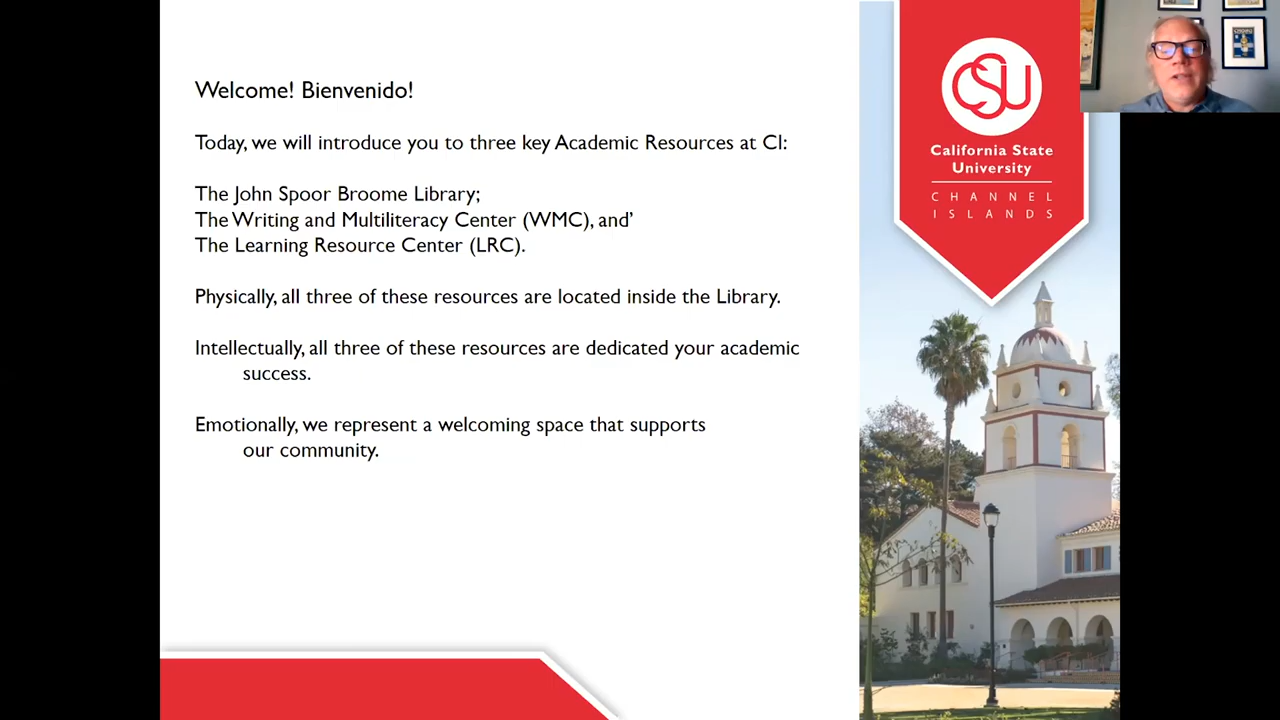 Welcome! Bienvenido!
Today, we will introduce you to three key Academic Resources at CI:
The John Spoor Broome Library;
The Writing and Multiliteracy Center (WMC), and’
The Learning Resource Center (LRC).
Physically, all three of these resources are located inside the Library.
Intellectually, all three of these resources are dedicated your academic
success.
Emotionally, we represent a welcoming space that supports
our community.
CSU
California State
University
CHANNEL
ISLANDS